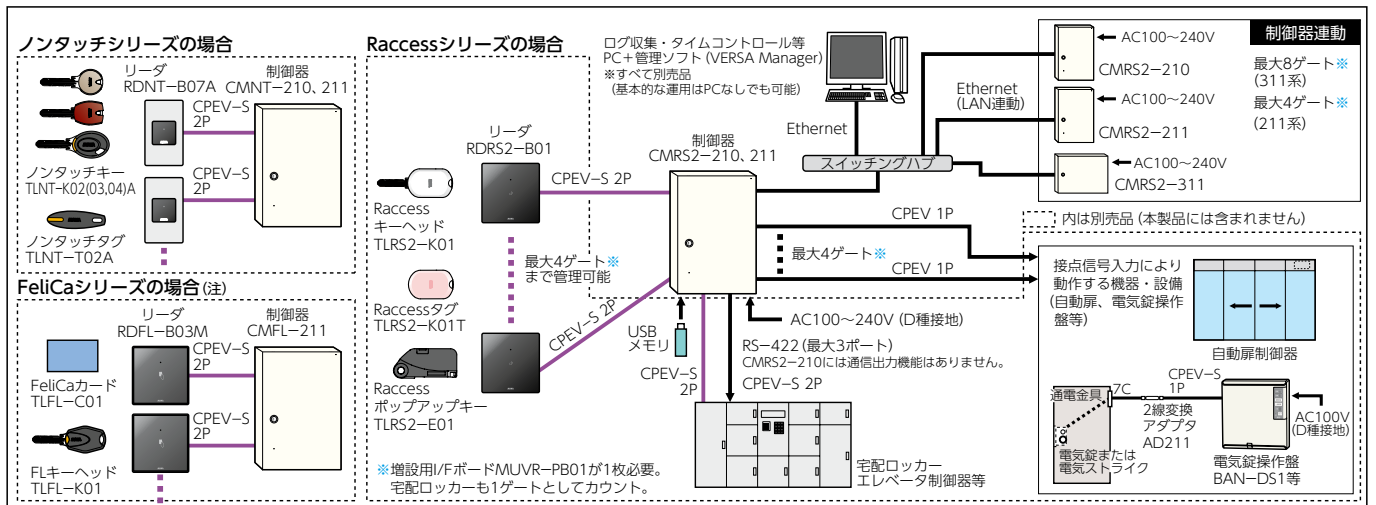 ノンタッチシリーズの場合
リーダ
RDNT−B07A
制御器
CMNT−210、211
CPEV−S
2P
CPEV−S
2P
ノンタッチキー
TLNT−K02(03,04)A
ノンタッチタグ
TLNT−T02A
FeliCaシリーズの場合(注)
リーダ
RDFL−B03M
制御器
CMFL−211
CPEV−S
2P
CPEV−S
2P
FeliCaカード
TLFL−C01
FLキーヘッド
TLFL−K01
Raccessシリーズの場合
リーダ
RDRS2−B01
CPEV−S 2P
Raccess
キーヘッド
TLRS2−K01
最大4ゲート※
まで管理可能
Raccessタグ
TLRS2−K01T
CPEV−S 2P
Raccess
ポップアップキー
TLRS2−E01
※増設用I/FボードMUVR−PB01が1枚必要。
宅配ロッカーも1ゲートとしてカウント。
ログ収集・タイムコントロール等
PC+管理ソフト(VERSA Manager)
※すべて別売品
(基本的な運用はPCなしでも可能)
Ethernet
制御器
CMRS2−210、211
スイッチングハブ
Ethernet
(LAN連動)
制御器連動
AC100〜240V
CMRS2−210
AC100〜240V
CMRS2−211
AC100〜240V
CMRS2−311
最大8ゲート※
(311系)
最大4ゲート※
(211系)
CPEV 1P
最大4ゲート※
CPEV 1P
内は別売品(本製品には含まれません)
USB
メモリ
AC100〜240V(D種接地)
RS−422(最大3ポート)
CMRS2−210には通信出力機能はありません。
CPEV−S
2P
CPEV−S 2P
宅配ロッカー
エレベータ制御器等
接点信号入力により
動作する機器・設備
(自動扉、電気錠操作
盤等)
自動扉制御器
通電金具
7C
2線変換
アダプタ
AD211
CPEV−S
1P
AC100V
(D種接地)
電気錠または
電気ストライク
電気錠操作盤
BAN−DS1等